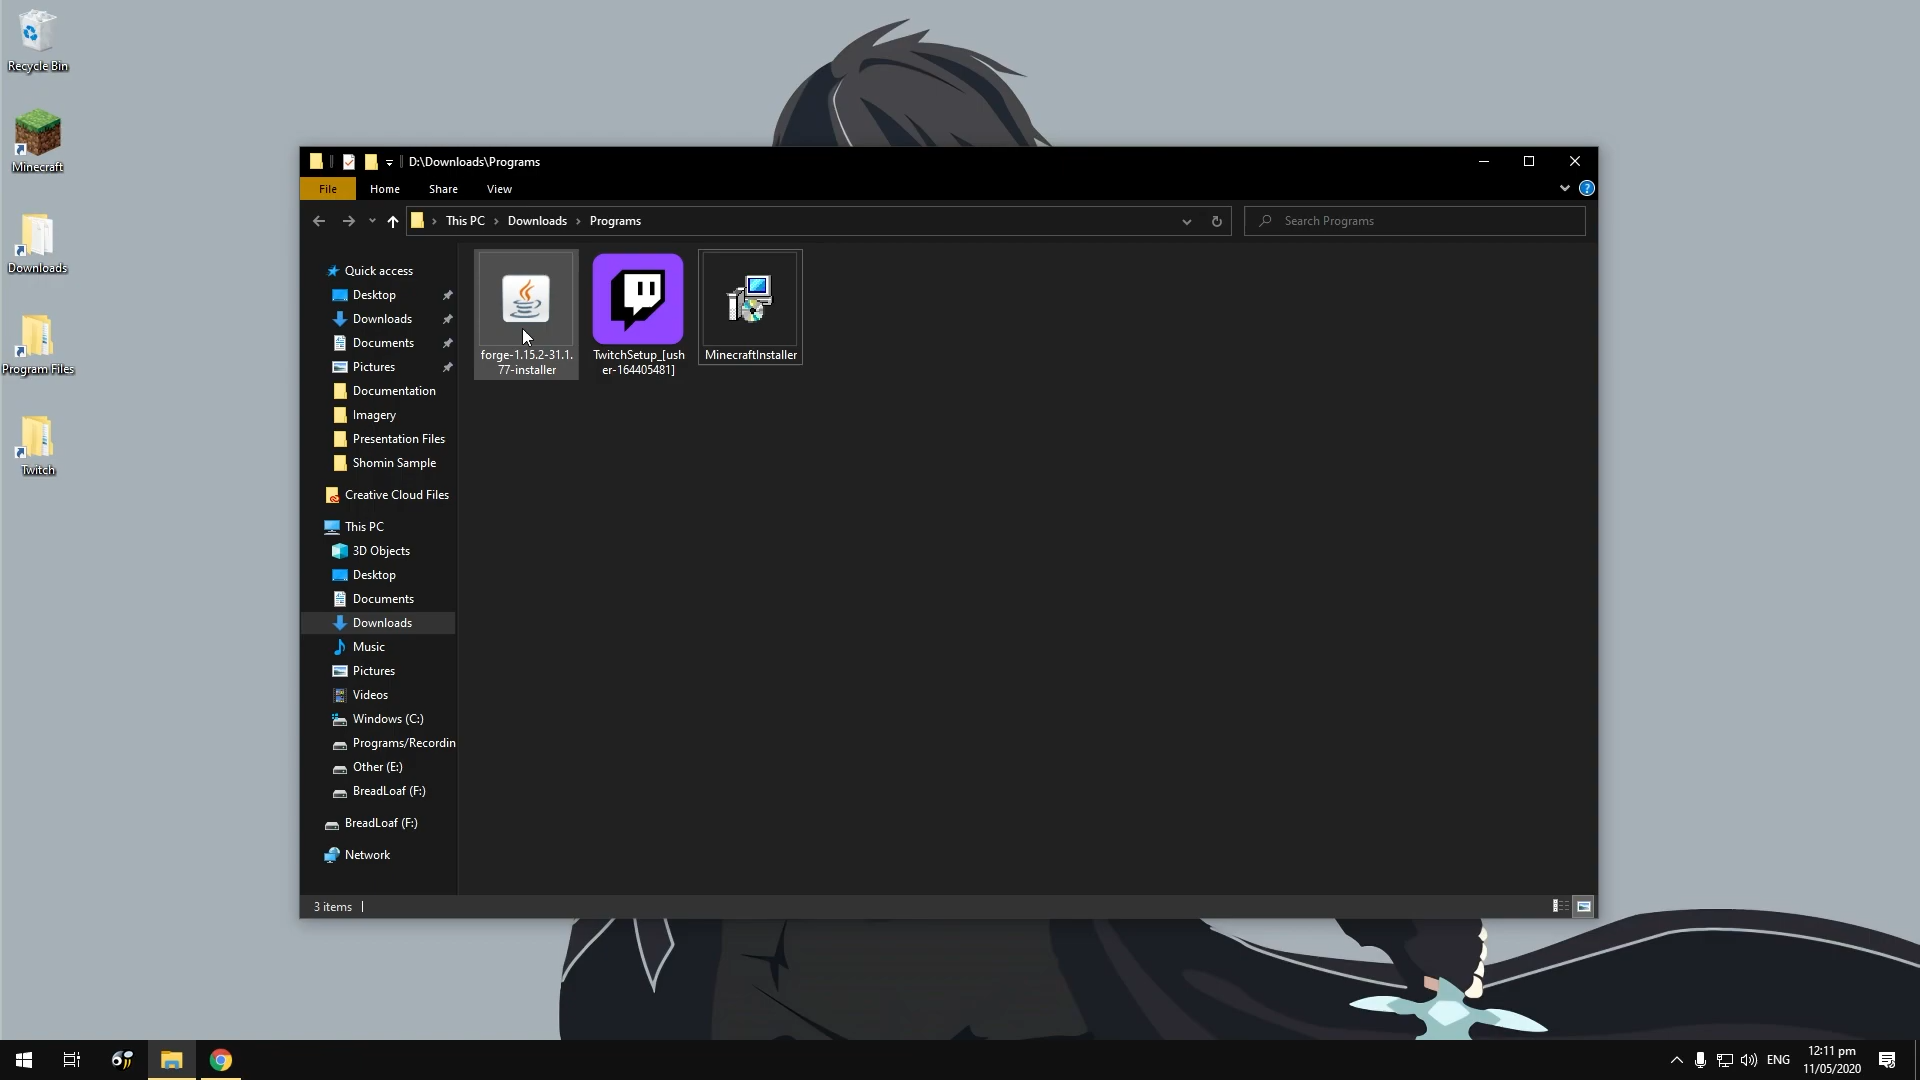 Recycle Bin
Minecraft
Downloads
Program Files
Twitch
D:\Downloads\Programs
File
Home
Share
View
This PC
Downloads
Programs
Search Programs
Quick access
Desktop
Downloads
Documents
Pictures
Documentation
Imagery
Presentation Files
Shomin Sample
Creative Cloud Files
This PC
3D Objects
Desktop
Documents
Downloads
Music
Pictures
Videos
Windows (C:)
Programs/Recordin
Other (E:)
BreadLoaf (F:)
BreadLoaf (F:)
Network
forge-1.15.2-31.1.
77-installer
TwitchSetup_[ush
er-164405481]
MinecraftInstaller
3 items
ENG
12:11 pm
11/05/2020